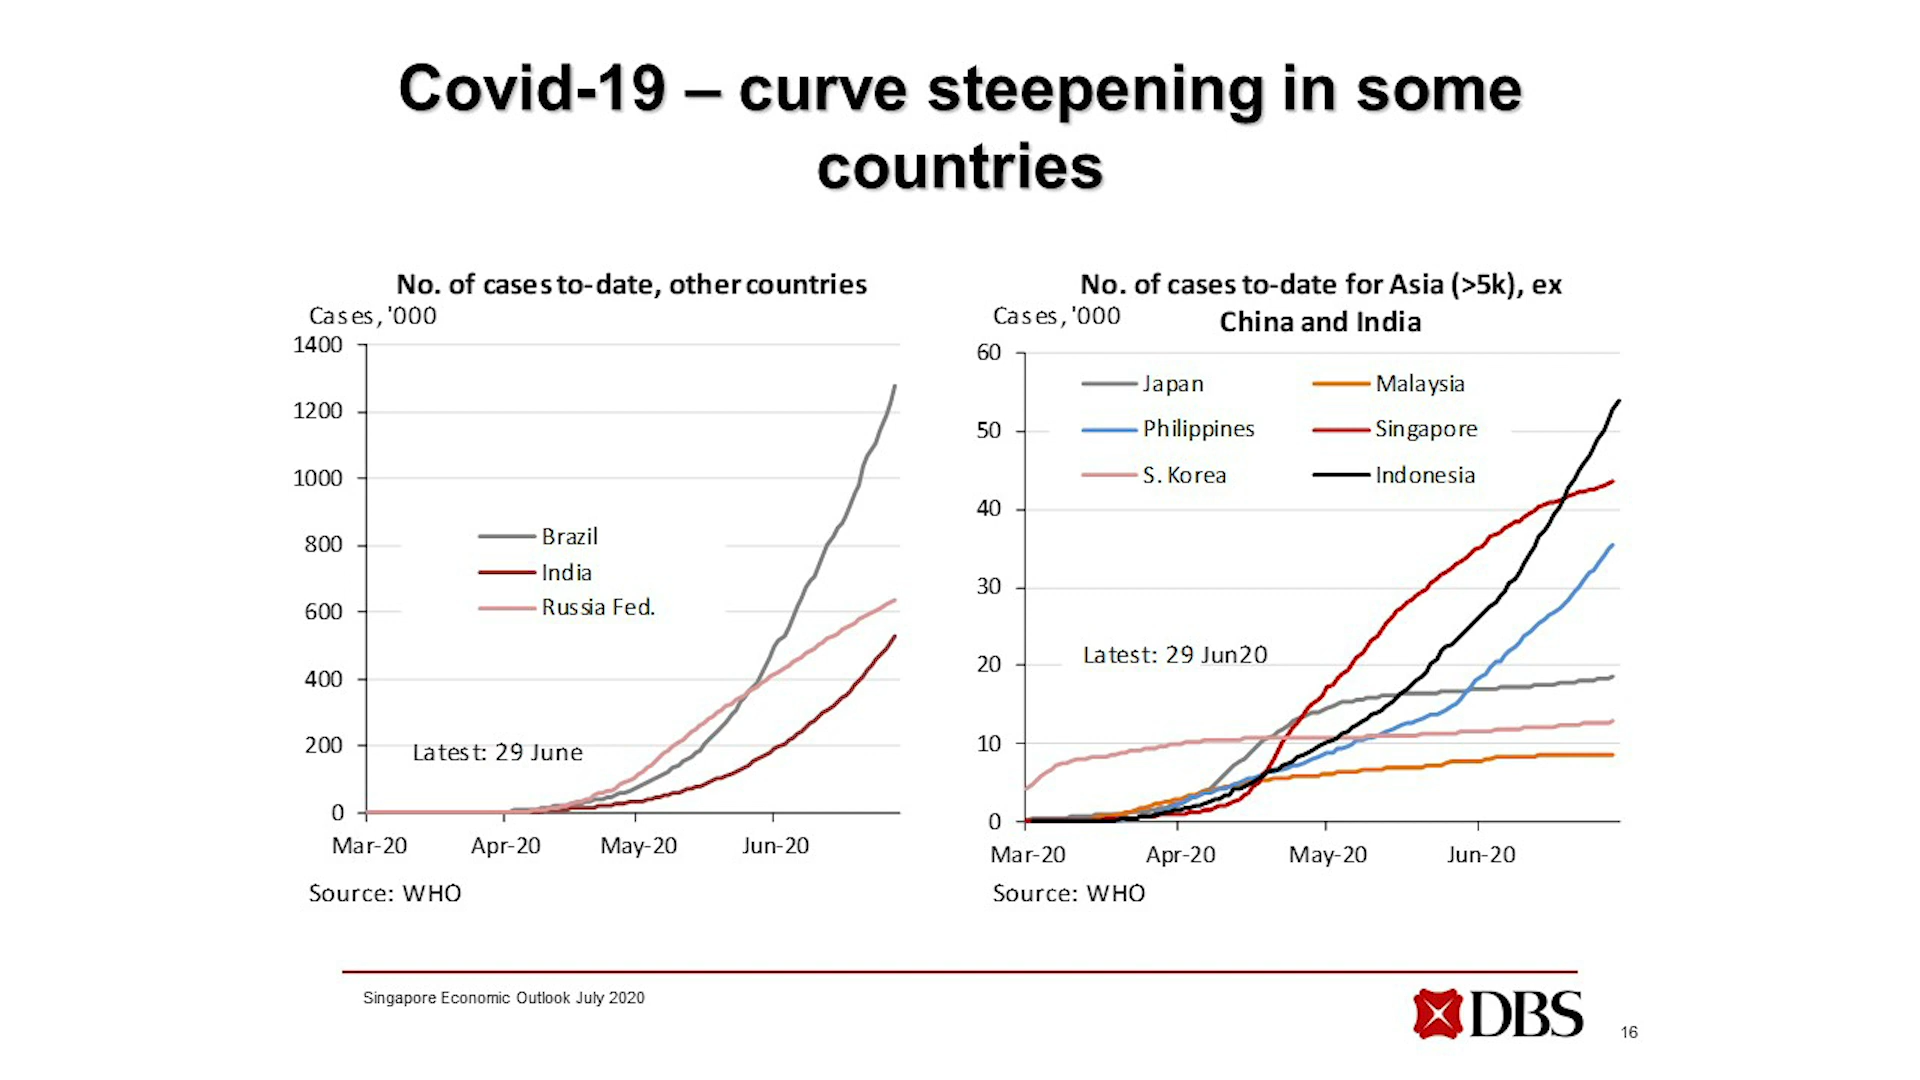 Covid-19 – curve steepening in some
countries
No. of cases to-date, other countries
Cases, '000
1400
1200
1000
800
600
400
200
0
Brazil
India
Russia Fed.
Latest: 29 June
Mar-20 Apr-20 May-20 Jun-20
Source: WHO
No. of cases to-date for Asia (>5k), ex
China and India
Cases, '000
60
50
40
30
20
10
0
Japan Malaysia
Philippines Singapore
S. Korea Indonesia
Latest: 29 Jun20
Mar-20 Apr-20 May-20 Jun-20
Source: WHO
Singapore Economic Outlook July 2020
DBS
16